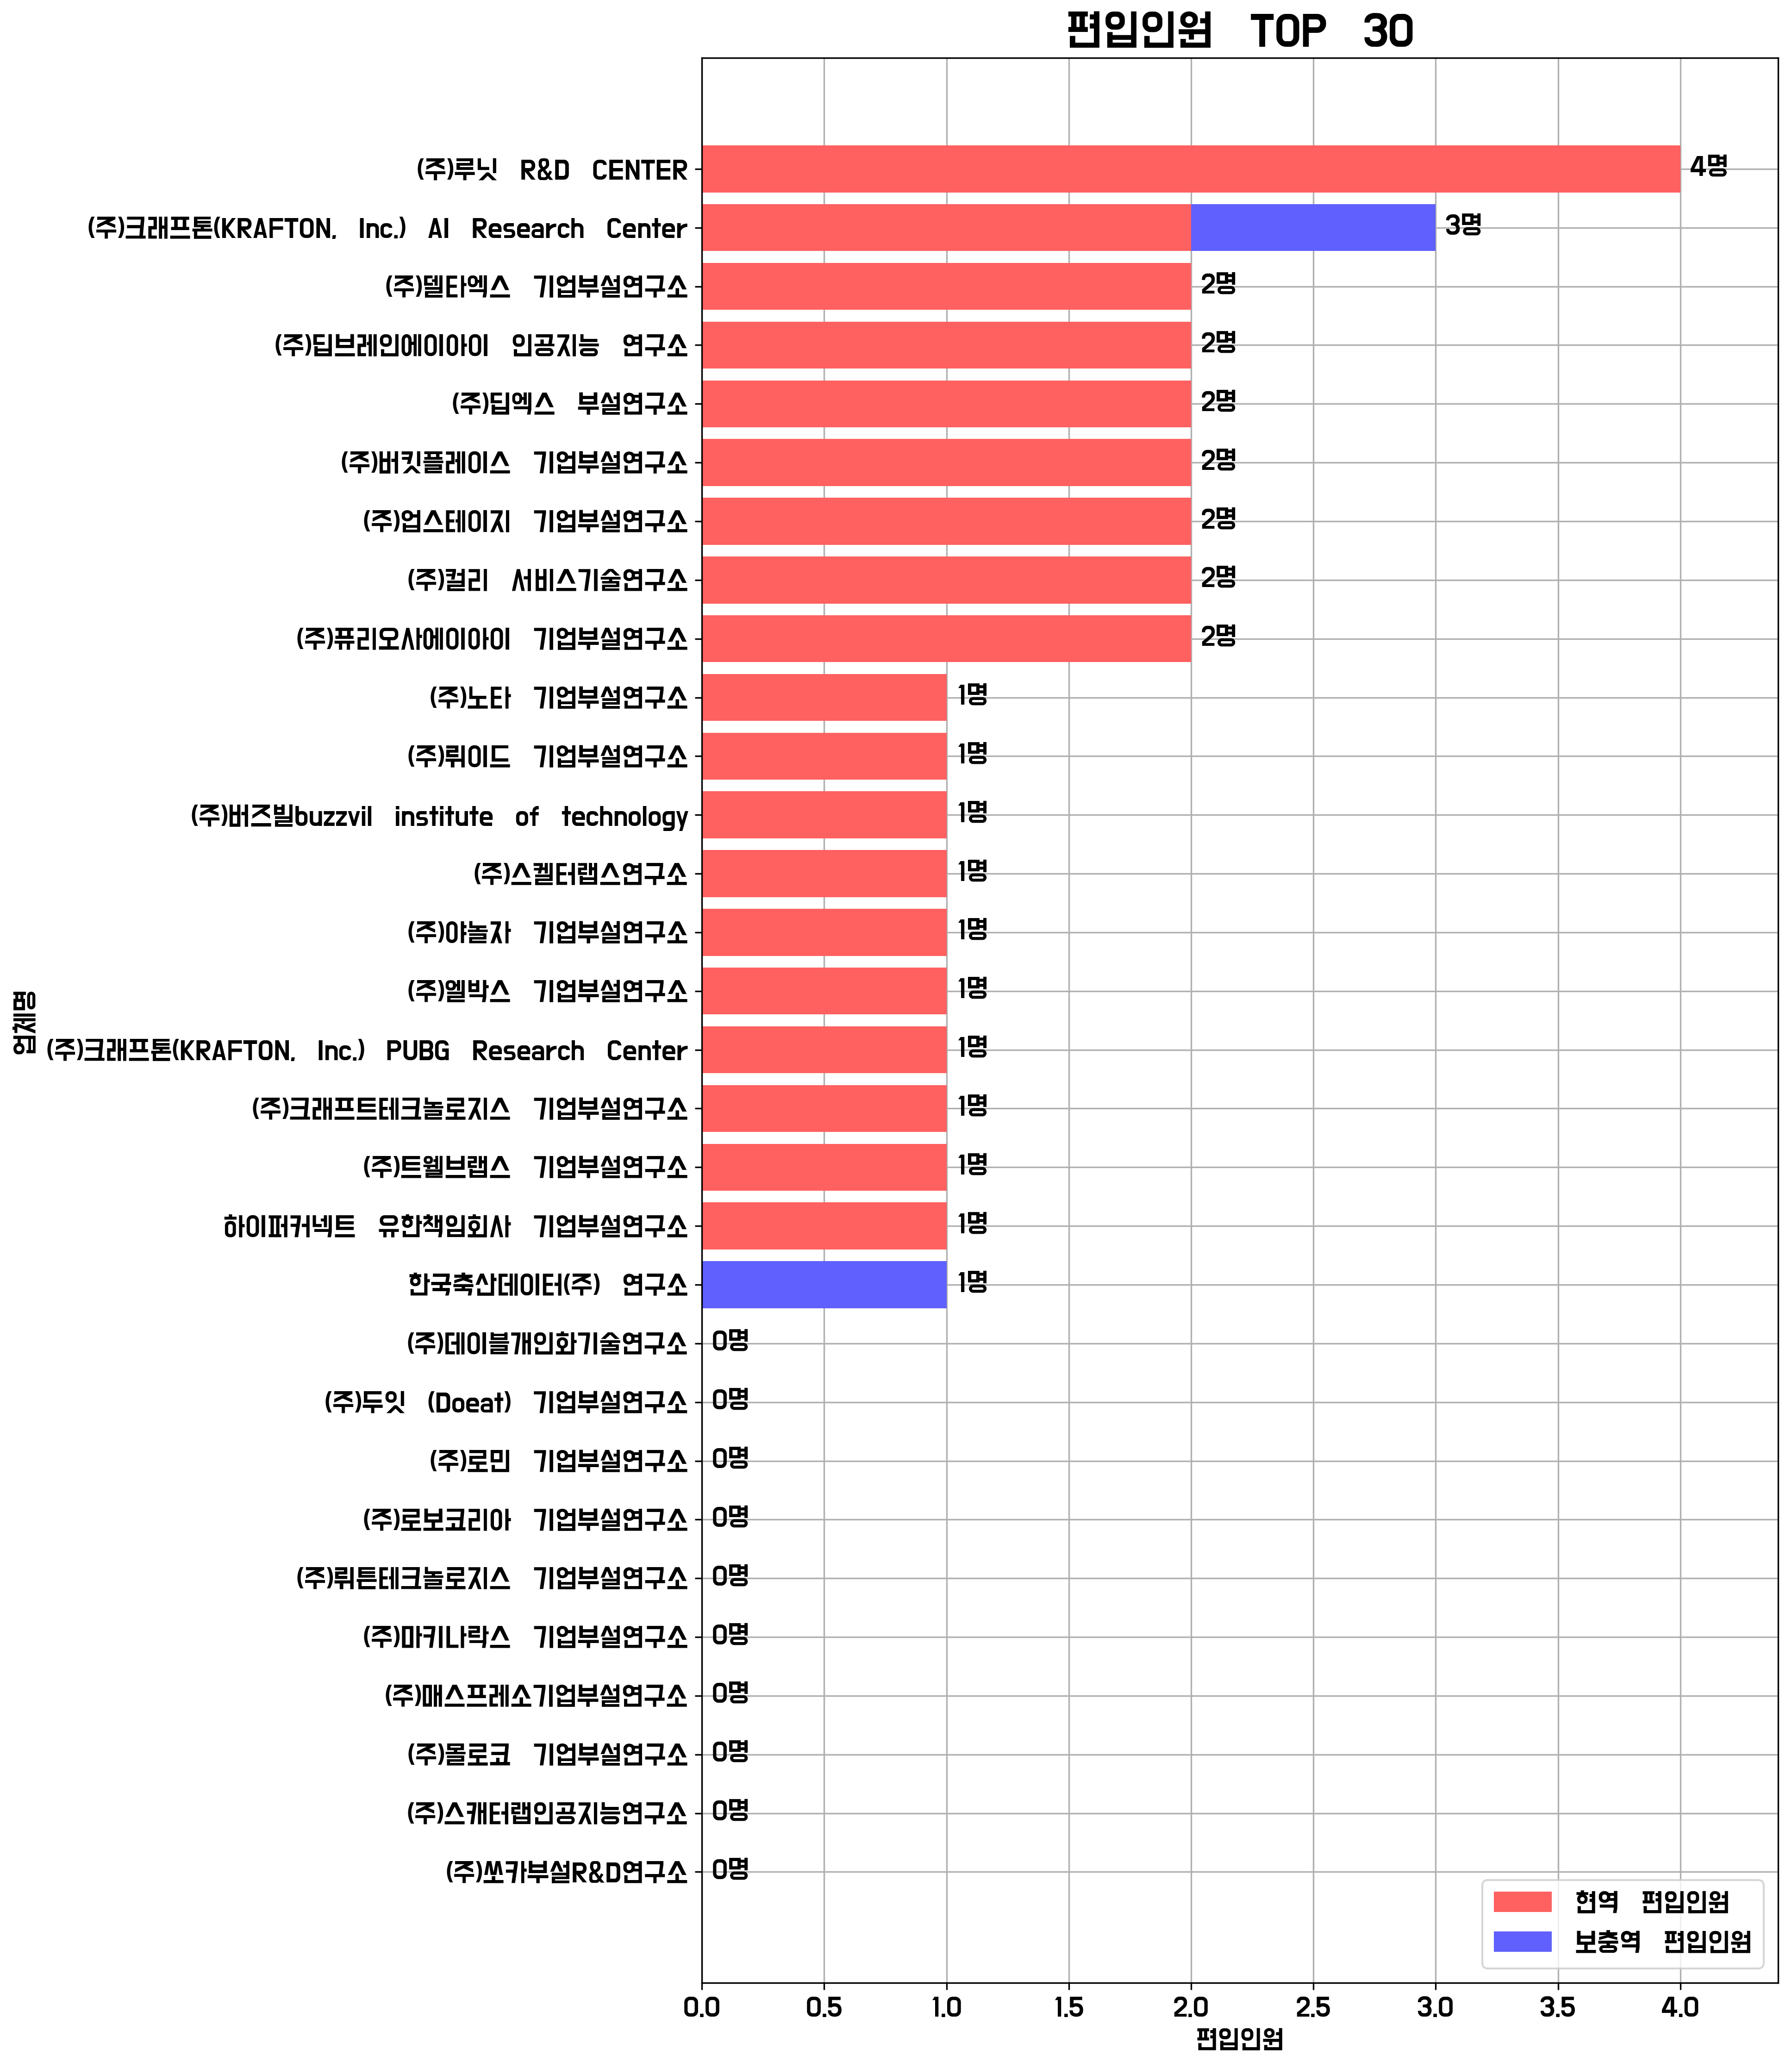 편입인원 TOP 30
(주)루닛 R&D CENTER 4명
(주)크래프톤(KRAFTON, Inc.) AI Research Center 3명
(주)델타엑스 기업부설연구소 2명
(주)딥브레인에이아이 인공지능 연구소 2명
(주)딥엑스 부설연구소 2명
(주)버킷플레이스 기업부설연구소 2명
(주)업스테이지 기업부설연구소 2명
(주)컬리 서비스기술연구소 2명
(주)퓨리오사에이아이 기업부설연구소 2명
(주)노타 기업부설연구소 1명
(주)뤼이드 기업부설연구소 1명
(주)버즈빌buzzvil institute of technology 1명
(주)스켈터랩스연구소 1명
(주)야놀자 기업부설연구소 1명
(주)엘박스 기업부설연구소 1명
(주)크래프톤(KRAFTON, Inc.) PUBG Research Center 1명
(주)크래프트테크놀로지스 기업부설연구소 1명
(주)트웰브랩스 기업부설연구소 1명
하이퍼커넥트 유한책임회사 기업부설연구소 1명
한국축산데이터(주) 연구소 1명
(주)데이블개인화기술연구소 0명
(주)두잇 (Doeat) 기업부설연구소 0명
(주)로민 기업부설연구소 0명
(주)로보코리아 기업부설연구소 0명
(주)뤼튼테크놀로지스 기업부설연구소 0명
(주)마키나락스 기업부설연구소 0명
(주)매스프레소기업부설연구소 0명
(주)몰로코 기업부설연구소 0명
(주)스캐터랩인공지능연구소 0명
(주)쏘카부설R&D연구소 0명
업체명
현역 편입인원
보충역 편입인원
0.0 0.5 1.0 1.5 2.0 2.5 3.0 3.5 4.0
편입인원